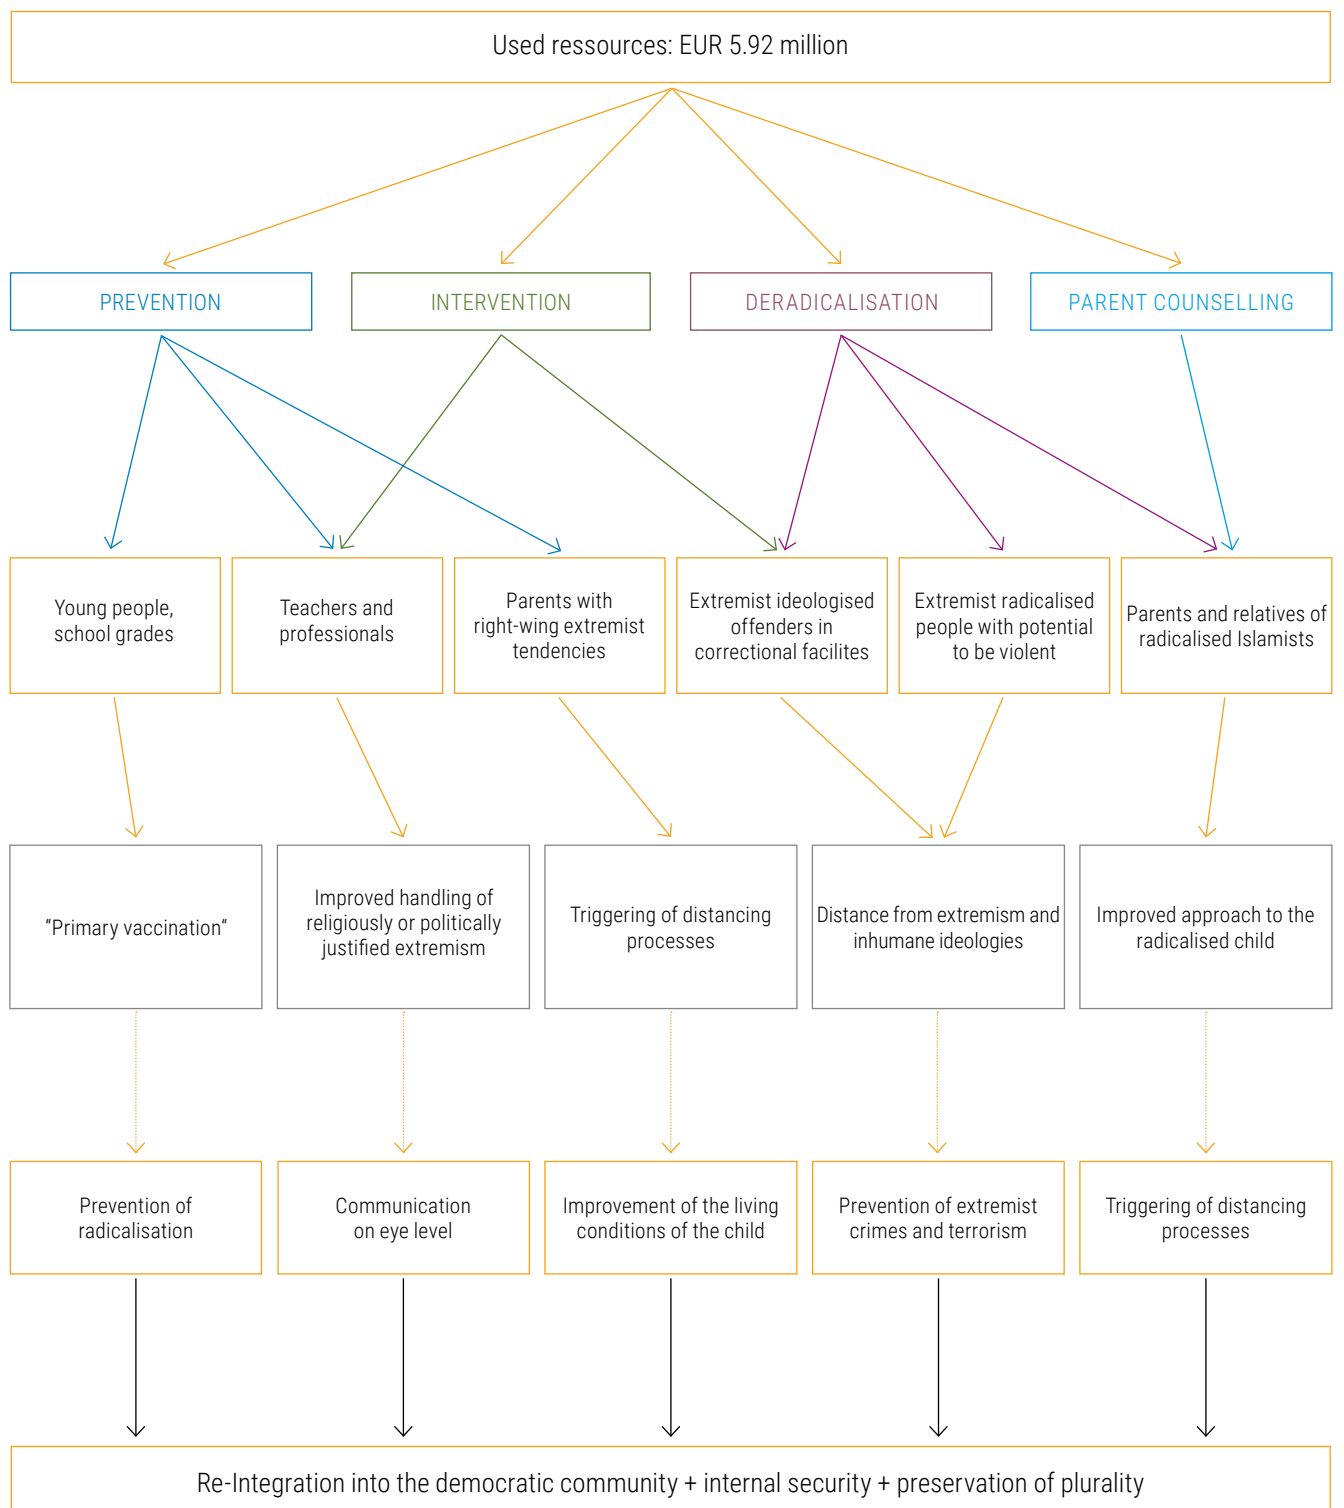 Used ressources: EUR 5.92 million
PREVENTION
INTERVENTION
DERADICALISATION
PARENT COUNSELLING
Young people,
school grades
Teachers and
professionals
Parents with
right-wing extremist
tendencies
Extremist ideologised
offenders in
correctional facilites
Extremist radicalised
people with potential
to be violent
Parents and relatives of
radicalised Islamists
“Primary vaccination“
Improved handling of
religiously or politically
justified extremism
Triggering of distancing
processes
Distance from extremism and
inhumane ideologies
Improved approach to the
radicalised child
Prevention of
radicalisation
Communication
on eye level
Improvement of the living
conditions of the child
Prevention of extremist
crimes and terrorism
Triggering of distancing
processes
Re-Integration into the democratic community + internal security + preservation of plurality